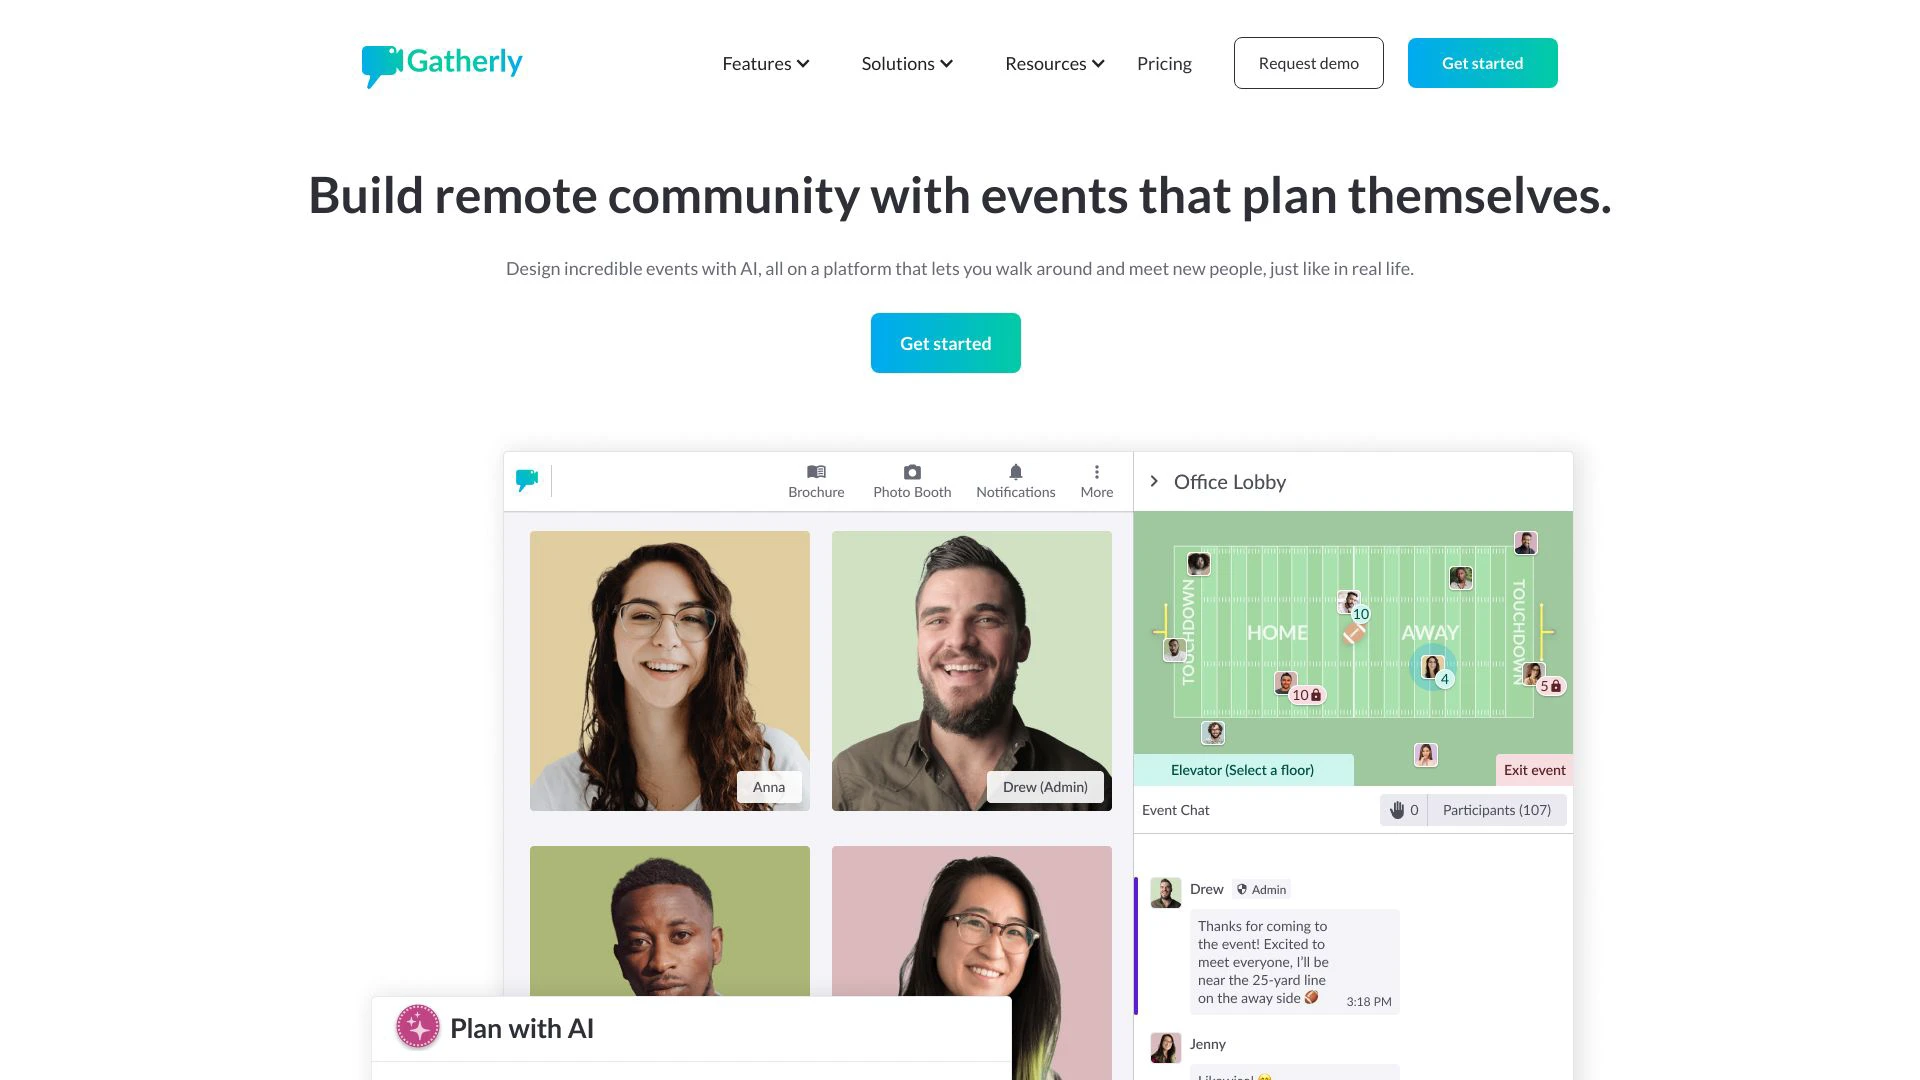 Gatherly
Features
Solutions
Resources
Pricing
Request demo
Get started
Build remote community with events that plan themselves.
Design incredible events with AI, all on a platform that lets you walk around and meet new people, just like in real life.
Get started
Brochure
Photo Booth
Notifications
More
Office Lobby
TOUCHDOWN
HOME
AWAY
TOUCHDOWN
10
4
10
5
Elevator (Select a floor)
Exit event
Anna
Drew (Admin)
Event Chat
0
Participants (107)
Drew
Admin
Thanks for coming to
the event! Excited to
meet everyone, I'll be
near the 25-yard line
on the away side 🏈
3:18 PM
Jenny
Plan with AI